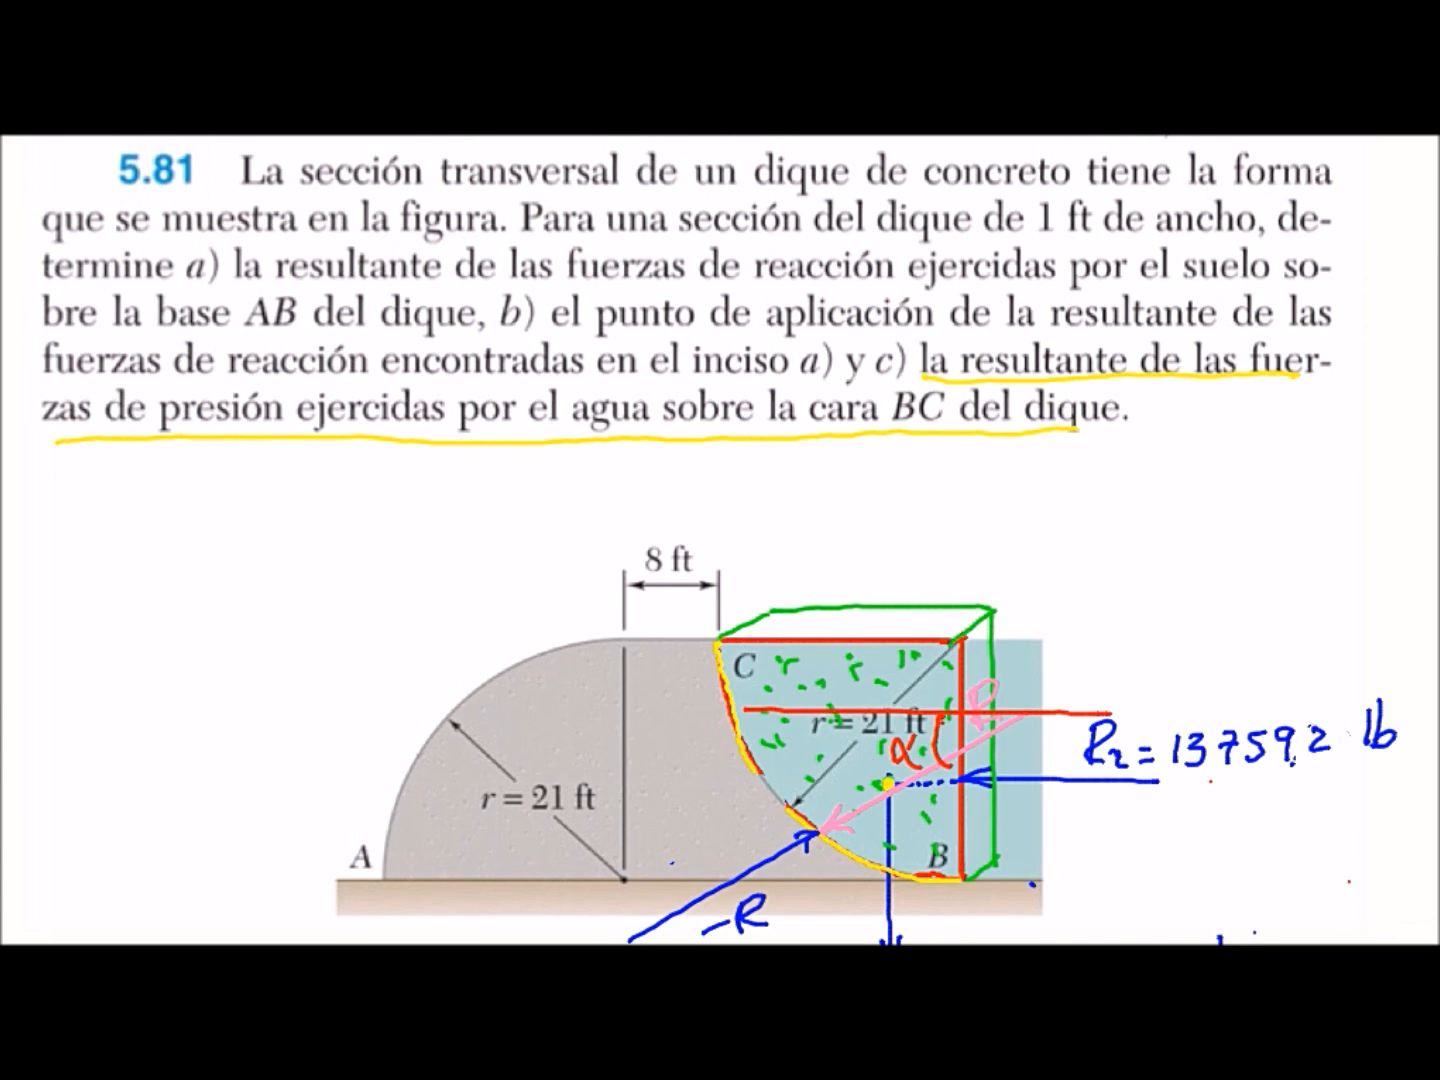 5.81 La sección transversal de un dique de concreto tiene la forma
que se muestra en la figura. Para una sección del dique de 1 ft de ancho, de-
termine a) la resultante de las fuerzas de reacción ejercidas por el suelo so-
bre la base AB del dique, b) el punto de aplicación de la resultante de las
fuerzas de reacción encontradas en el inciso a) y c) la resultante de las fuer-
zas de presión ejercidas por el agua sobre la cara BC del dique.
8 ft
C
R
r = 21 ft
α
R₂ = 13759.2 lb
r = 21 ft
A
B
-R